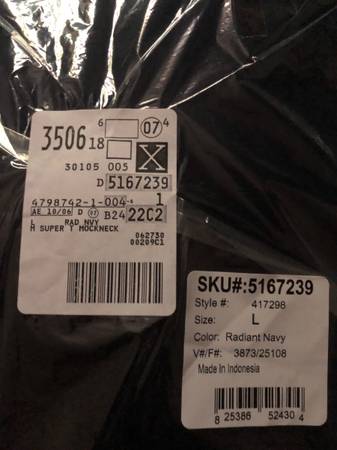 6 07 4
3506 18
30105 005 X
D 5167239
4798742-1-004-6 1
AE 10/06 D 02 B24 22C2
L RAD NVY
M SUPER T MOCKNECK
062730
00209C1
SKU#:5167239
Style #: 417298
Size: L
Color: Radiant Navy
V#/F#: 3873/25108
Made In Indonesia
8 25386 52430 4